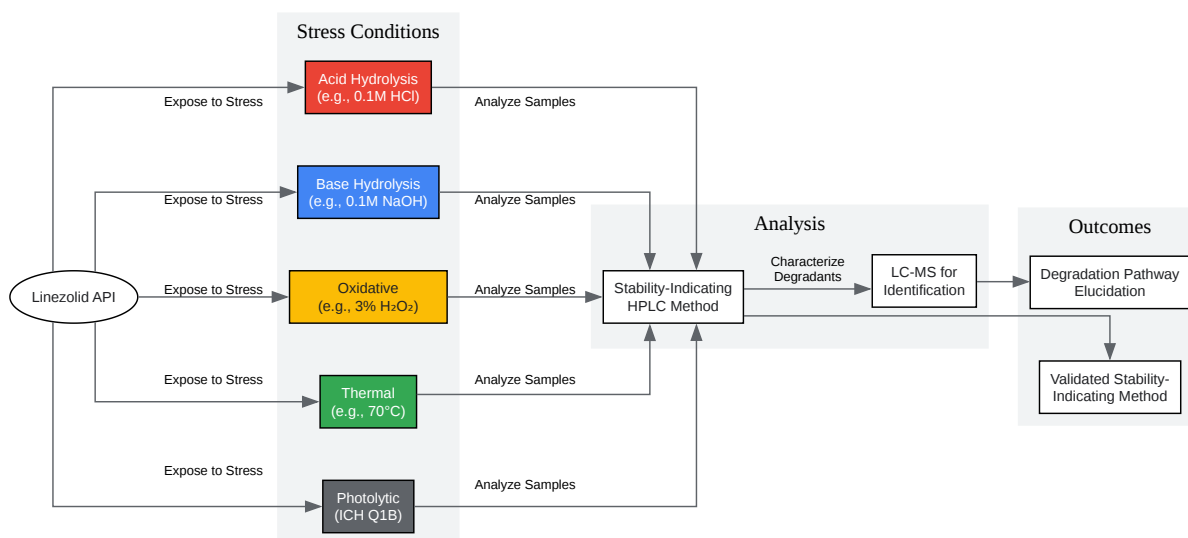 Stress Conditions
Acid Hydrolysis
(e.g., 0.1M HCl)
Expose to Stress
Analyze Samples
Base Hydrolysis
(e.g., 0.1M NaOH)
Expose to Stress
Analyze Samples
Analysis
Outcomes
Linezolid API
Expose to Stress
Oxidative
(e.g., 3% H₂O₂)
Analyze Samples
Stability-Indicating
HPLC Method
Characterize
Degradants
LC-MS for
Identification
Degradation Pathway
Elucidation
Expose to Stress
Thermal
(e.g., 70°C)
Analyze Samples
Validated Stability-
Indicating Method
Expose to Stress
Photolytic
(ICH Q1B)
Analyze Samples